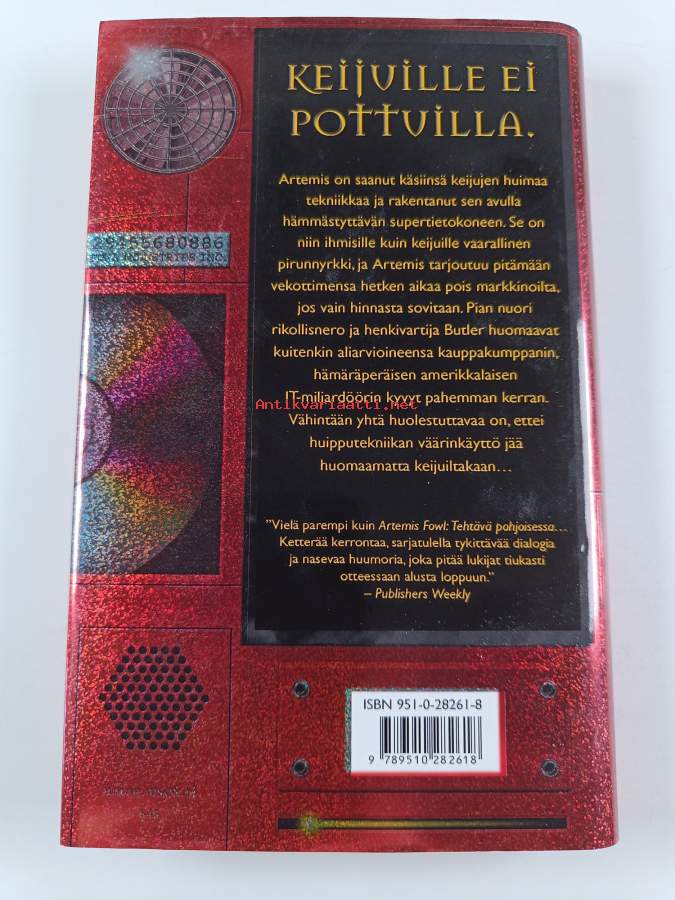 KEIJUILLE EI
POTTUILLA.
Artemis on saanut käsiinsä keijujen huimaa
tekniikkaa ja rakentanut sen avulla
hämmästyttävän supertietokoneen. Se on
niin ihmisille kuin keijuille vaarallinen
pirunnyrkki, ja Artemis tarjoutuu pitämään
vekottimensa hetken aikaa pois markkinoilta,
jos vain hinnasta sovitaan. Pian nuori
rikollisnero ja henkivartija Butler huomaavat
kuitenkin aliarvioineensa kauppakumppanin,
hämäräperäisen amerikkalaisen
IT-miljardöörin kyvyt pahemman kerran.
Antikvariaatti.net
Vähintään yhtä huolestuttavaa on, ettei
huipputekniikan väärinkäyttö jää
huomaamatta keijuiltakaan…
"Vielä parempi kuin Artemis Fowl: Tehtävä pohjoisessa…
Ketterää kerrontaa, sarjatulella tykittävää dialogia
ja nasevaa huumoria, joka pitää lukijat tiukasti
otteessaan alusta loppuun."
– Publishers Weekly
ISBN 951-0-28261-8
9 789510 282618